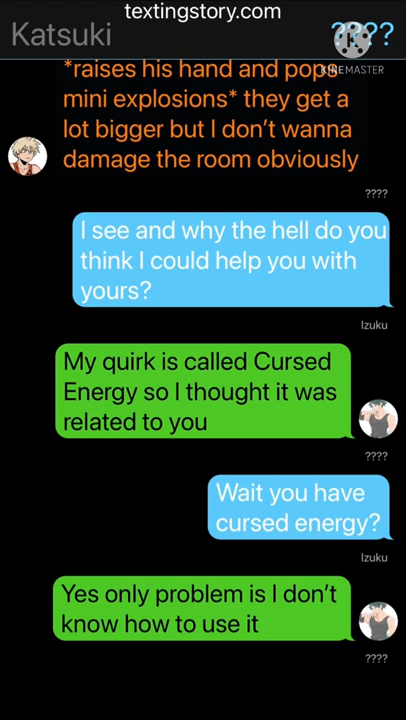 textingstory.com
Katsuki
????
KINEMASTER
*raises his hand and pops
mini explosions* they get a
lot bigger but I don't wanna
damage the room obviously
????
I see and why the hell do you
think I could help you with
yours?
Izuku
My quirk is called Cursed
Energy so I thought it was
related to you
????
Wait you have
cursed energy?
Izuku
Yes only problem is I don't
know how to use it
????